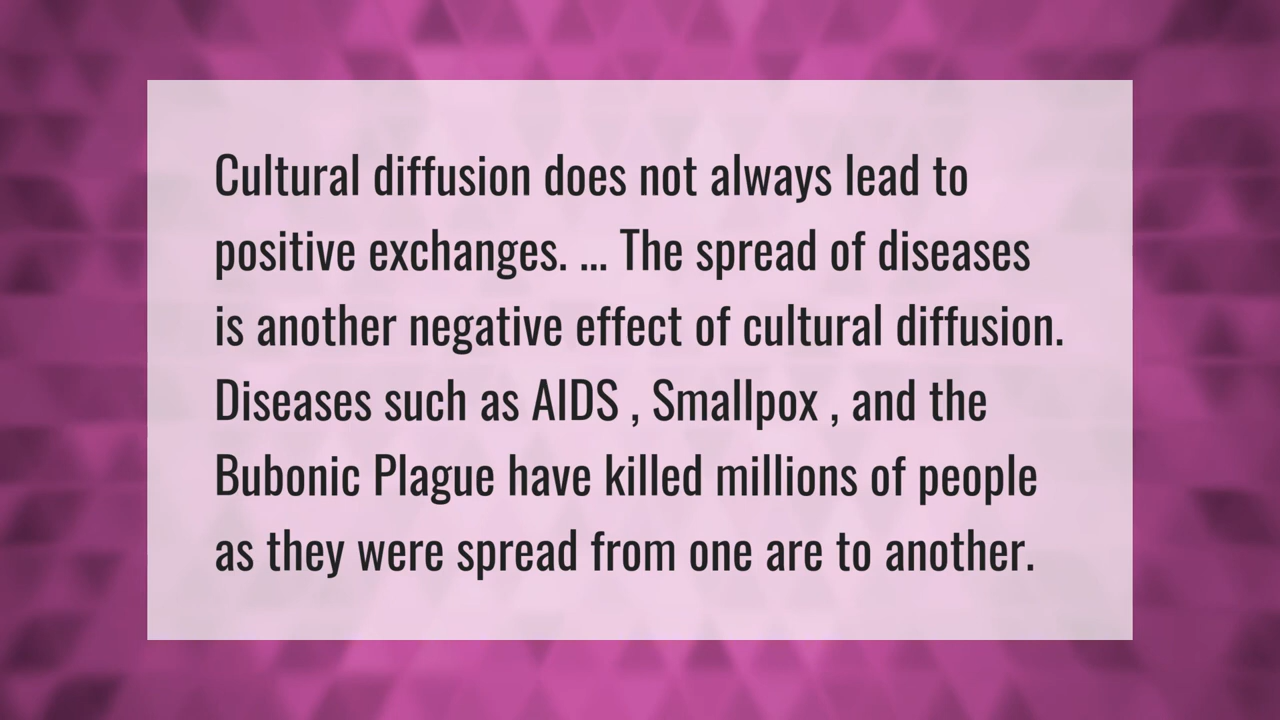 Cultural diffusion does not always lead to
positive exchanges. ... The spread of diseases
is another negative effect of cultural diffusion.
Diseases such as AIDS , Smallpox , and the
Bubonic Plague have killed millions of people
as they were spread from one are to another.